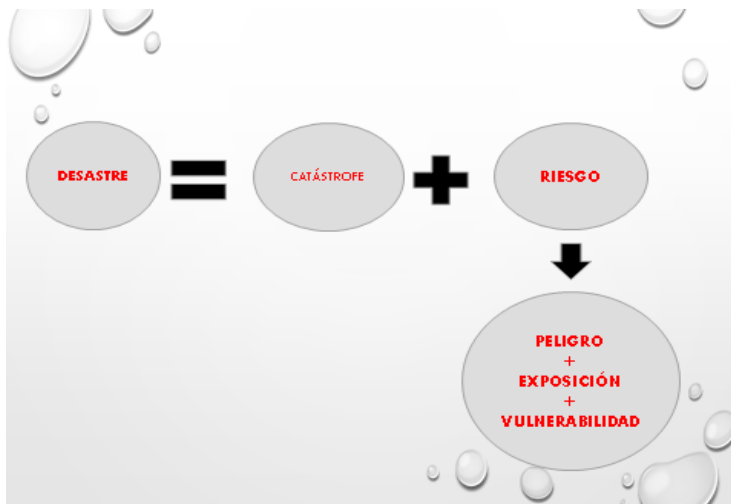 DESASTRE
CATÁSTROFE
RIESGO
PELIGRO
+
EXPOSICIÓN
+
VULNERABILIDAD